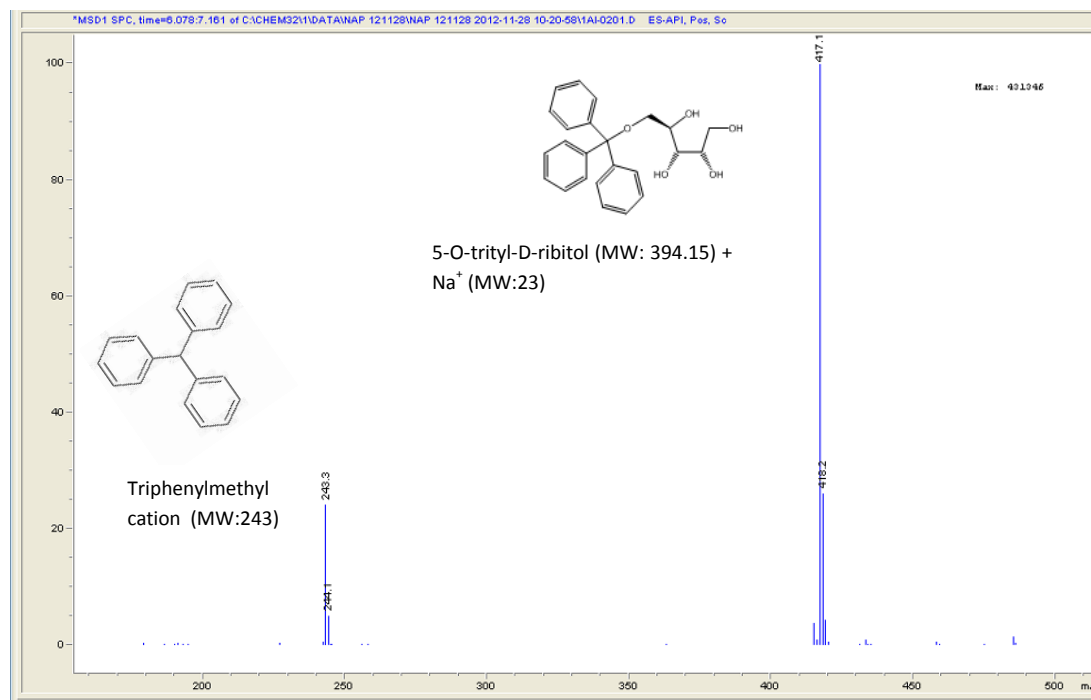 *MSD1 SPC, time=6.078:7.161 of C:\CHEM32\1\DATA\NAP 121128\NAP 121128 2012-11-28 10-20-58\1AI-0201.D ES-API, Pos, Sc
100
417.1
Max: 431345
OH
O
OH
HO
OH
80
5-O-trityl-D-ribitol (MW: 394.15) +
Na+ (MW:23)
60
40
Triphenylmethyl
cation (MW:243)
243.3
418.2
20
244.1
0
200
250
300
350
400
450
500